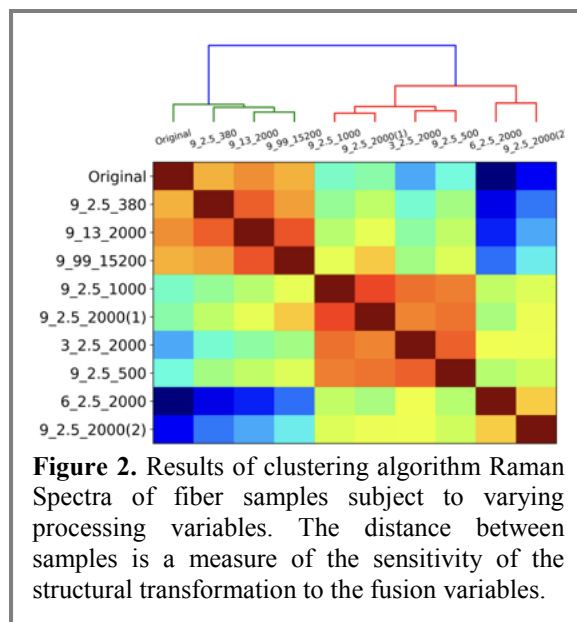 Original
9_2.5_380
9_13_2000
9_99_15200
9_2.5_1000
9_2.5_2000(1)
3_2.5_2000
9_2.5_500
6_2.5_2000
9_2.5_2000(2
Original
9_2.5_380
9_13_2000
9_99_15200
9_2.5_1000
9_2.5_2000(1)
3_2.5_2000
9_2.5_500
6_2.5_2000
9_2.5_2000(2)
Figure 2. Results of clustering algorithm Raman
Spectra of fiber samples subject to varying
processing variables. The distance between
samples is a measure of the sensitivity of the
structural transformation to the fusion variables.